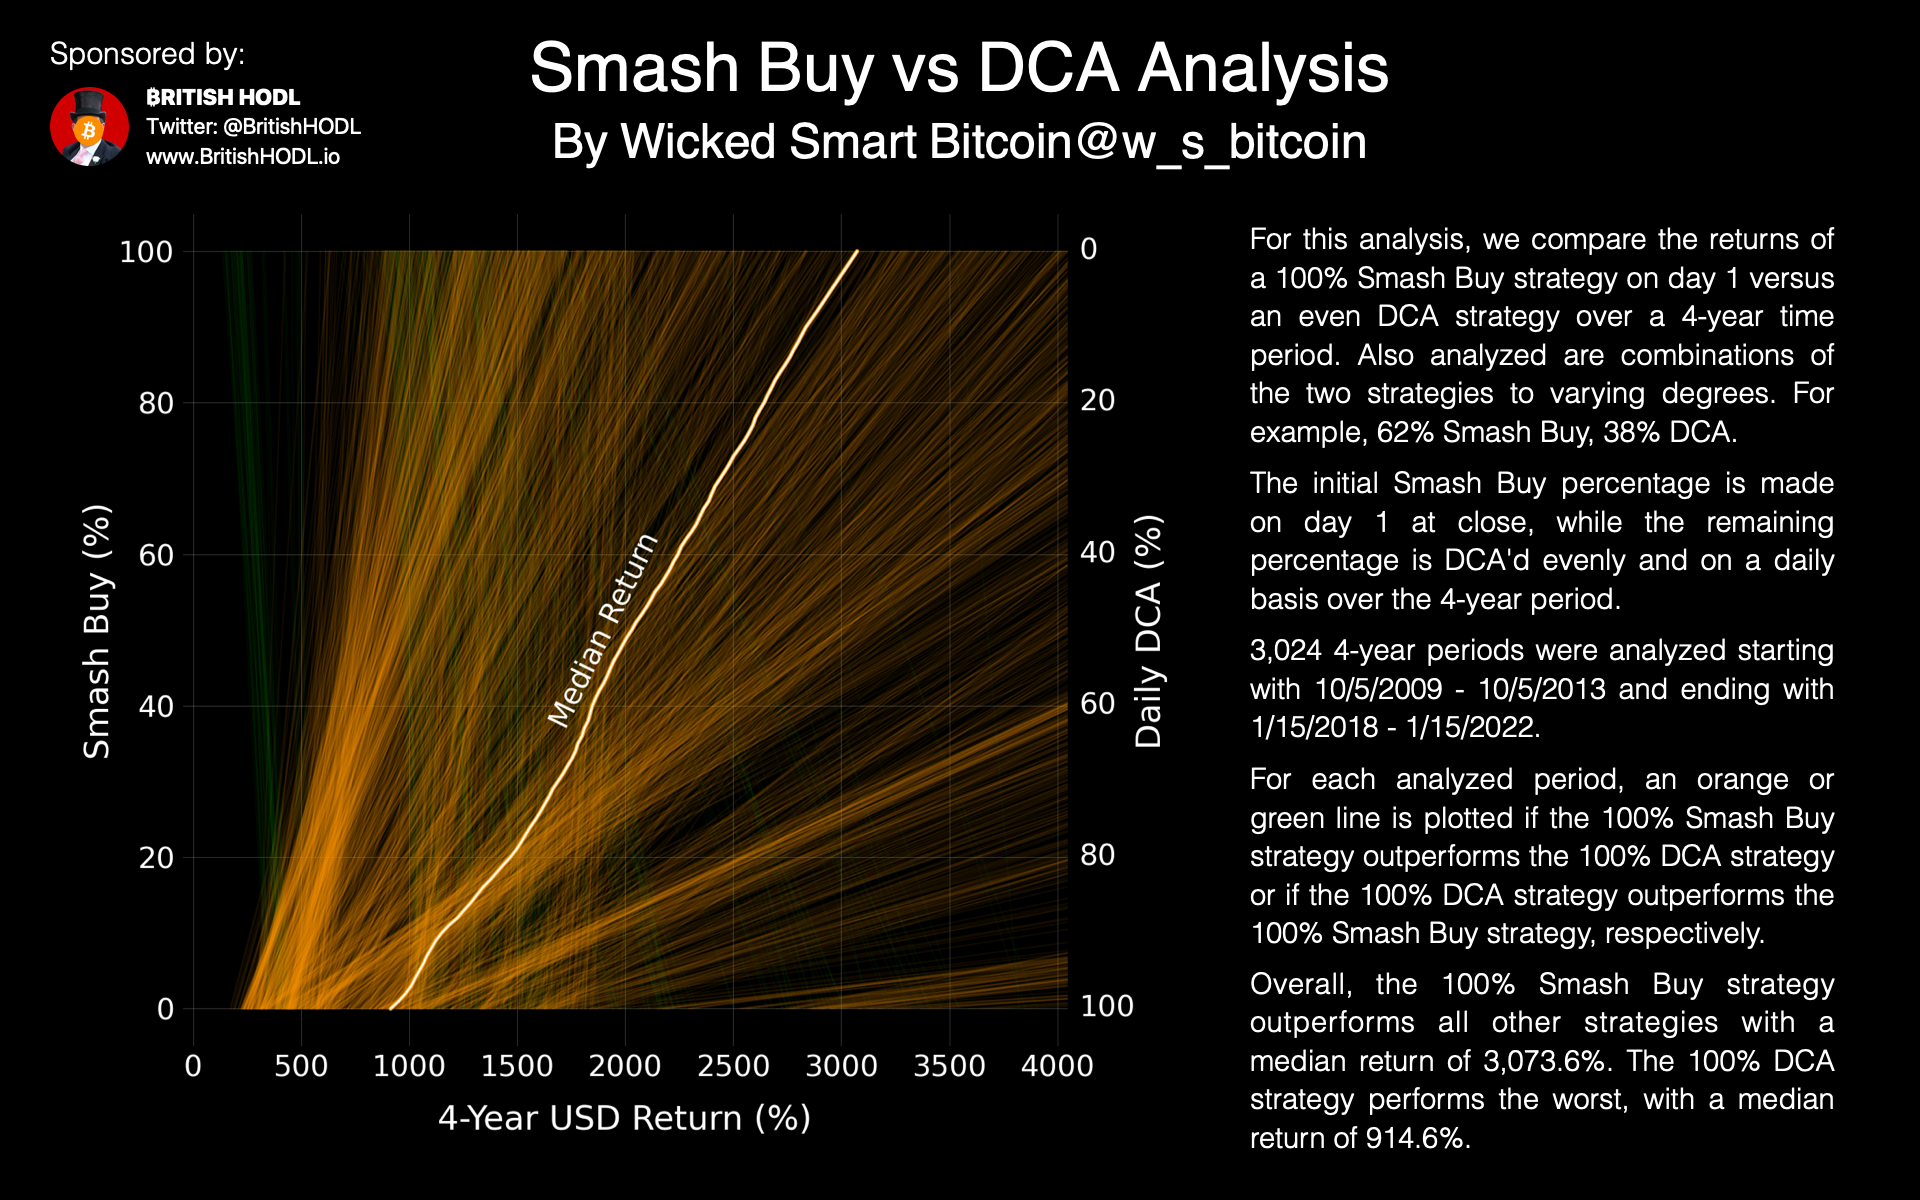 Sponsored by:
₿RITISH HODL
Twitter: @BritishHODL
www.BritishHODL.io
Smash Buy vs DCA Analysis
By Wicked Smart Bitcoin@w_s_bitcoin
100
80
60
40
20
0
Smash Buy (%)
Median Return
0
20
40
60
80
100
Daily DCA (%)
0 500 1000 1500 2000 2500 3000 3500 4000
4-Year USD Return (%)
For this analysis, we compare the returns of
a 100% Smash Buy strategy on day 1 versus
an even DCA strategy over a 4-year time
period. Also analyzed are combinations of
the two strategies to varying degrees. For
example, 62% Smash Buy, 38% DCA.
The initial Smash Buy percentage is made
on day 1 at close, while the remaining
percentage is DCA'd evenly and on a daily
basis over the 4-year period.
3,024 4-year periods were analyzed starting
with 10/5/2009 - 10/5/2013 and ending with
1/15/2018 - 1/15/2022.
For each analyzed period, an orange or
green line is plotted if the 100% Smash Buy
strategy outperforms the 100% DCA strategy
or if the 100% DCA strategy outperforms the
100% Smash Buy strategy, respectively.
Overall, the 100% Smash Buy strategy
outperforms all other strategies with a
median return of 3,073.6%. The 100% DCA
strategy performs the worst, with a median
return of 914.6%.